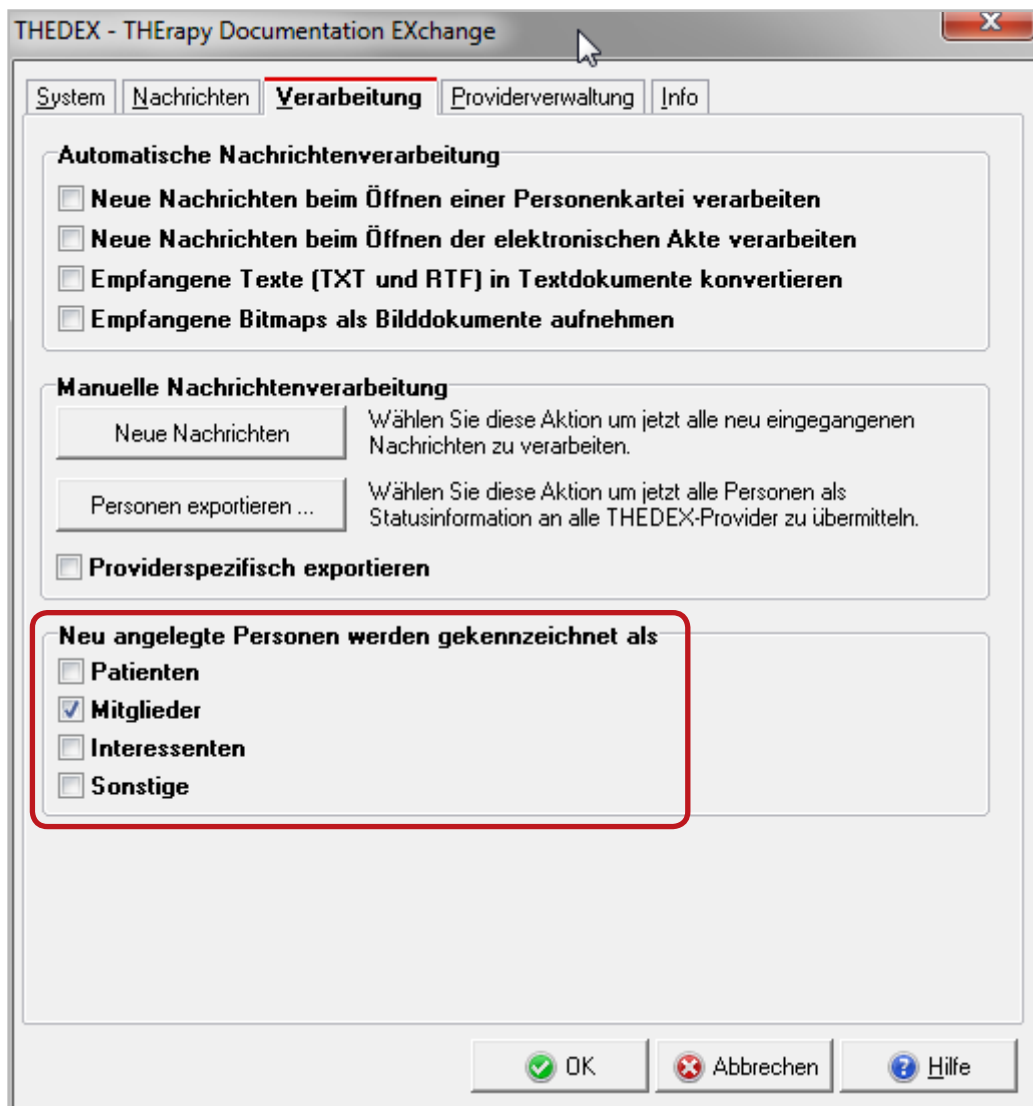 THEDEX - THErapy Documentation EXchange
System Nachrichten Verarbeitung Providerverwaltung Info
Automatische Nachrichtenverarbeitung
Neue Nachrichten beim Öffnen einer Personenkartei verarbeiten
Neue Nachrichten beim Öffnen der elektronischen Akte verarbeiten
Empfangene Texte (TXT und RTF) in Textdokumente konvertieren
Empfangene Bitmaps als Bilddokumente aufnehmen
Manuelle Nachrichtenverarbeitung
Neue Nachrichten
Wählen Sie diese Aktion um jetzt alle neu eingegangenen
Nachrichten zu verarbeiten.
Personen exportieren ...
Wählen Sie diese Aktion um jetzt alle Personen als
Statusinformation an alle THEDEX-Provider zu übermitteln.
Providerspezifisch exportieren
Neu angelegte Personen werden gekennzeichnet als
Patienten
Mitglieder
Interessenten
Sonstige
OK Abbrechen Hilfe